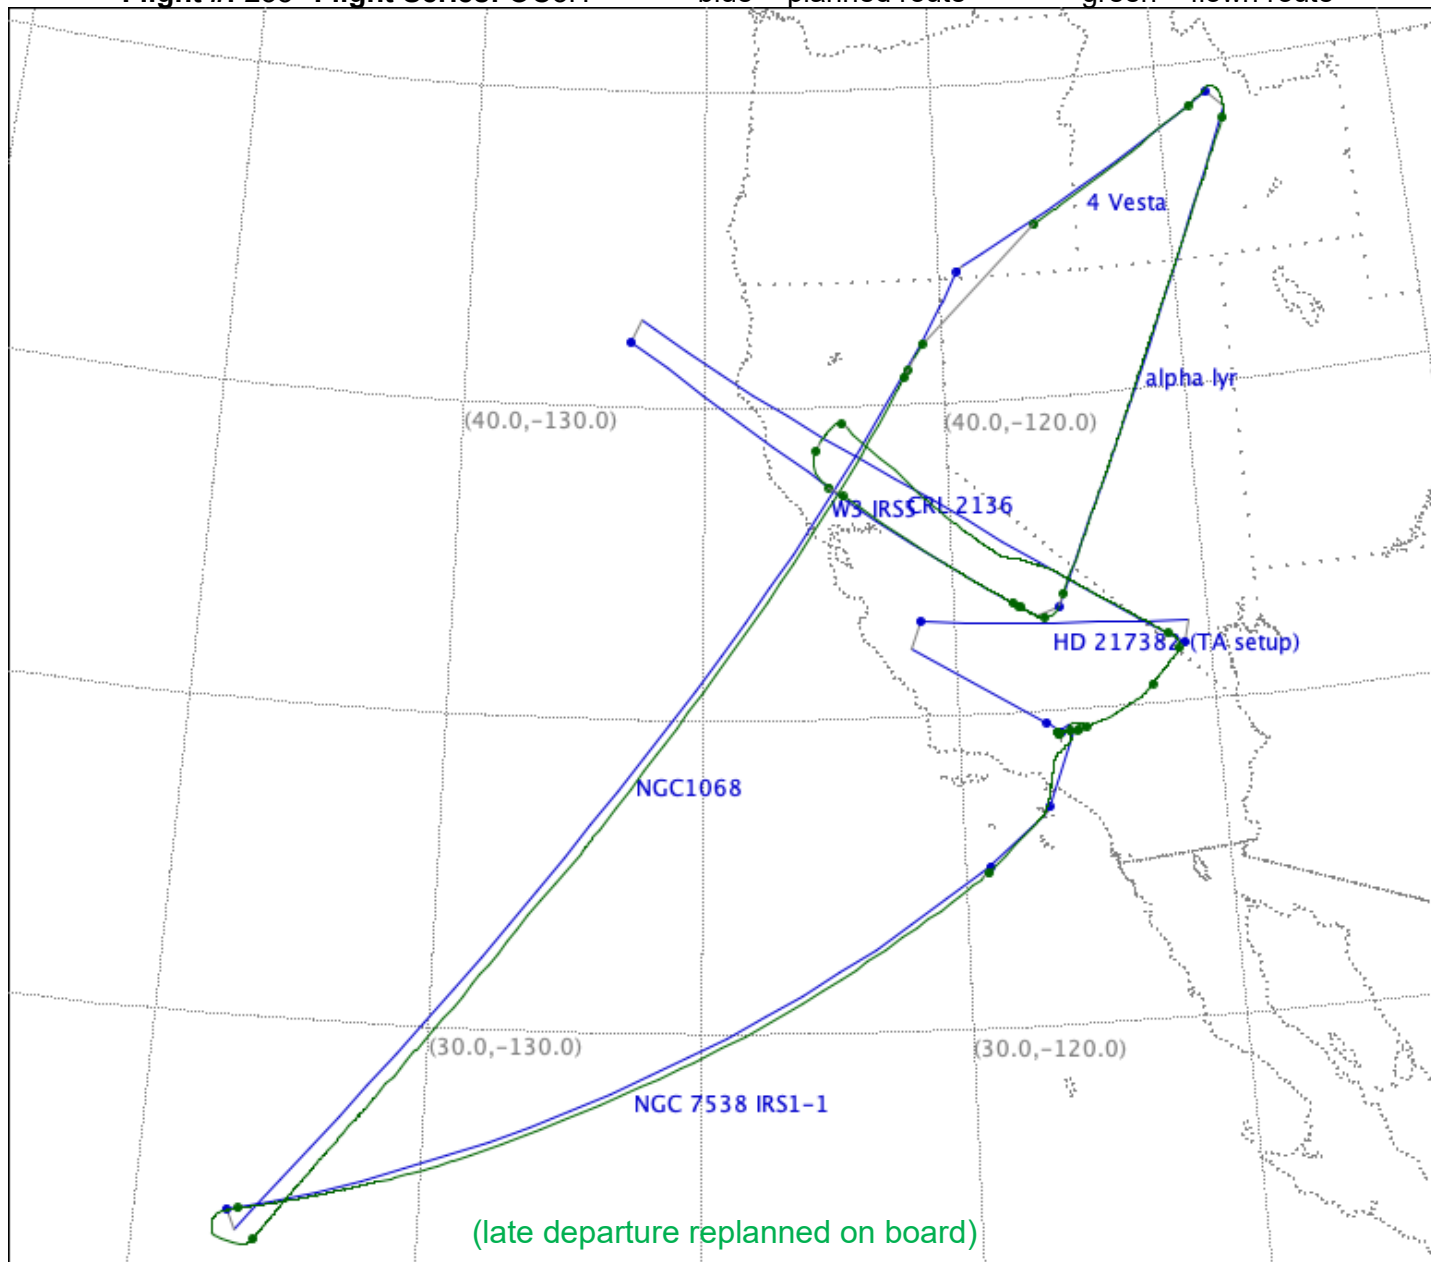 4 Vesta
alpha lyr
(40.0,-130.0)
(40.0,-120.0)
W3 IRS5
CRL 2136
HD 217382 (TA setup)
NGC1068
(30.0,-130.0)
(30.0,-120.0)
NGC 7538 IRS1-1
(late departure replanned on board)